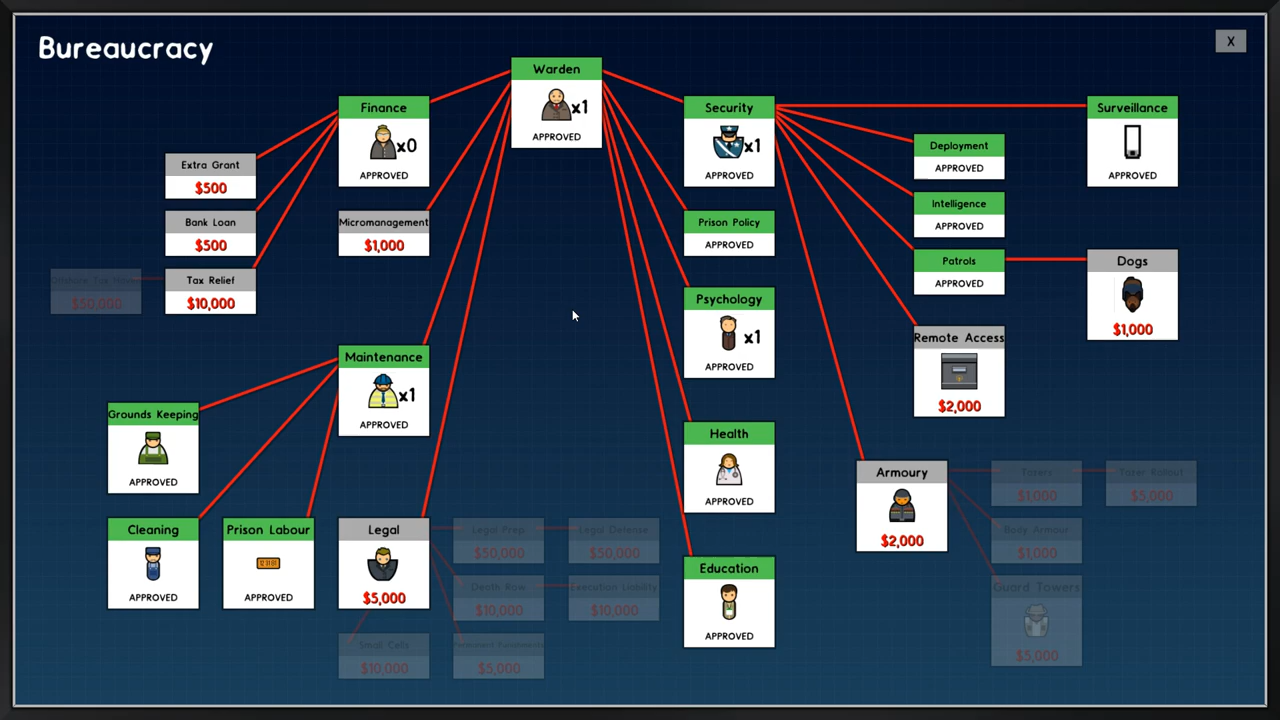 Bureaucracy
X
Warden
x1
APPROVED
Finance
x0
APPROVED
Security
x1
APPROVED
Surveillance
APPROVED
Extra Grant
$500
Deployment
APPROVED
Bank Loan
$500
Micromanagement
$1,000
Prison Policy
APPROVED
Intelligence
APPROVED
$50,000
Tax Relief
$10,000
Patrols
APPROVED
Dogs
$1,000
Psychology
x1
APPROVED
Remote Access
$2,000
Maintenance
x1
APPROVED
Grounds Keeping
APPROVED
Health
APPROVED
Armoury
$2,000
Tazers
$1,000
Tazer Rollout
$5,000
Cleaning
APPROVED
Prison Labour
APPROVED
Legal
$5,000
Legal Prep
$50,000
Legal Defense
$50,000
Body Armour
$1,000
Death Row
$10,000
Execution Liability
$10,000
Education
APPROVED
Guard Towers
$5,000
Small Cells
$10,000
$5,000